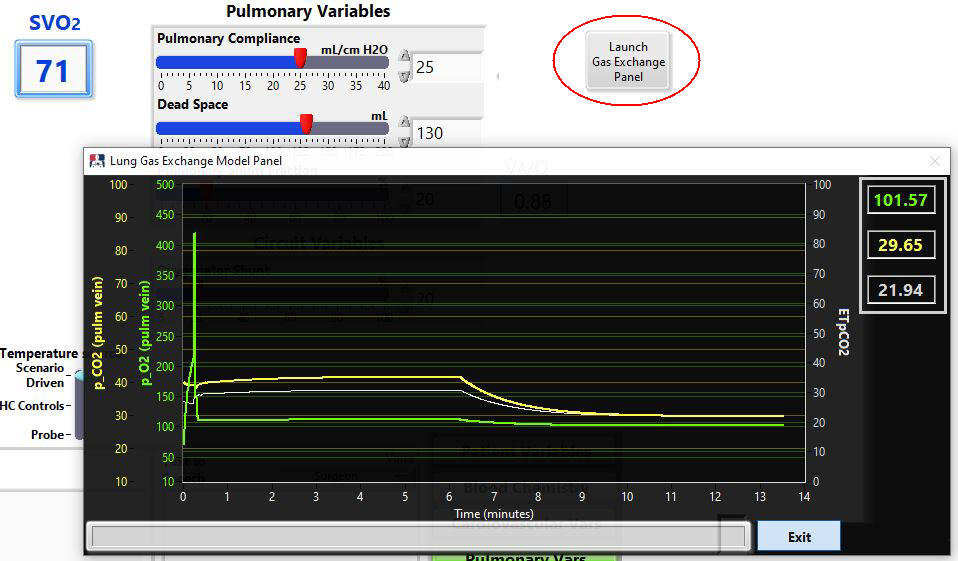 Pulmonary Variables
SVO2
71
Pulmonary Compliance
mL/cm H2O
0 5 10 15 20 25 30 35 40
25
Launch
Gas Exchange
Panel
Dead Space
mL
130
Lung Gas Exchange Model Panel
Pulmonary Shunt Fraction
20
V/Q
0.88
Circuit Variables
20
p_CO2 (pulm vein)
100
90
80
70
60
50
40
30
20
10
p_O2 (pulm vein)
500
450
400
350
300
250
200
150
100
50
10
100
90
80
70
60
50
40
30
20
10
0
ETpCO2
101.57
29.65
21.94
0 1 2 3 4 5 6 7 8 9 10 11 12 13 14
Time (minutes)
Temperature
Scenario
Driven
HC Controls
Probe
Surgeon
Patient Variables
Blood Chemistry
Cardiovascular Vars
Pulmonary Vars
Exit